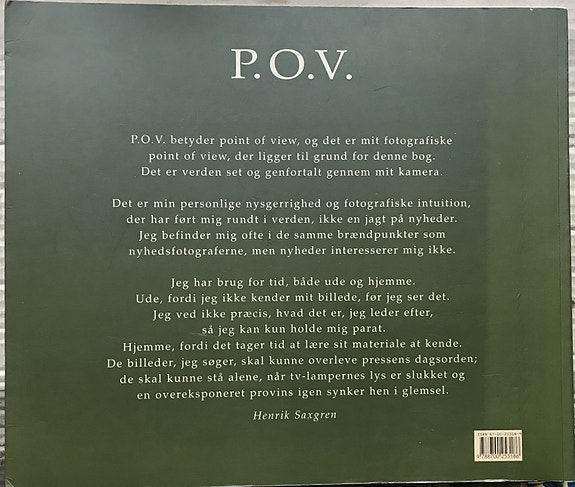 P.O.V.
P.O.V. betyder point of view, og det er mit fotografiske
point of view, der ligger til grund for denne bog.
Det er verden set og genfortalt gennem mit kamera.
Det er min personlige nysgerrighed og fotografiske intuition,
der har ført mig rundt i verden, ikke en jagt på nyheder.
Jeg befinder mig ofte i de samme brændpunkter som
nyhedsfotograferne, men nyheder interesserer mig ikke.
Jeg har brug for tid, både ude og hjemme.
Ude, fordi jeg ikke kender mit billede, før jeg ser det.
Jeg ved ikke præcis, hvad det er, jeg leder efter,
så jeg kan kun holde mig parat.
Hjemme, fordi det tager tid at lære sit materiale at kende.
De billeder, jeg søger, skal kunne overleve pressens dagsorden;
de skal kunne stå alene, når tv-lampernes lys er slukket og
en overeksponeret provins igen synker hen i glemsel.
Henrik Saxgren